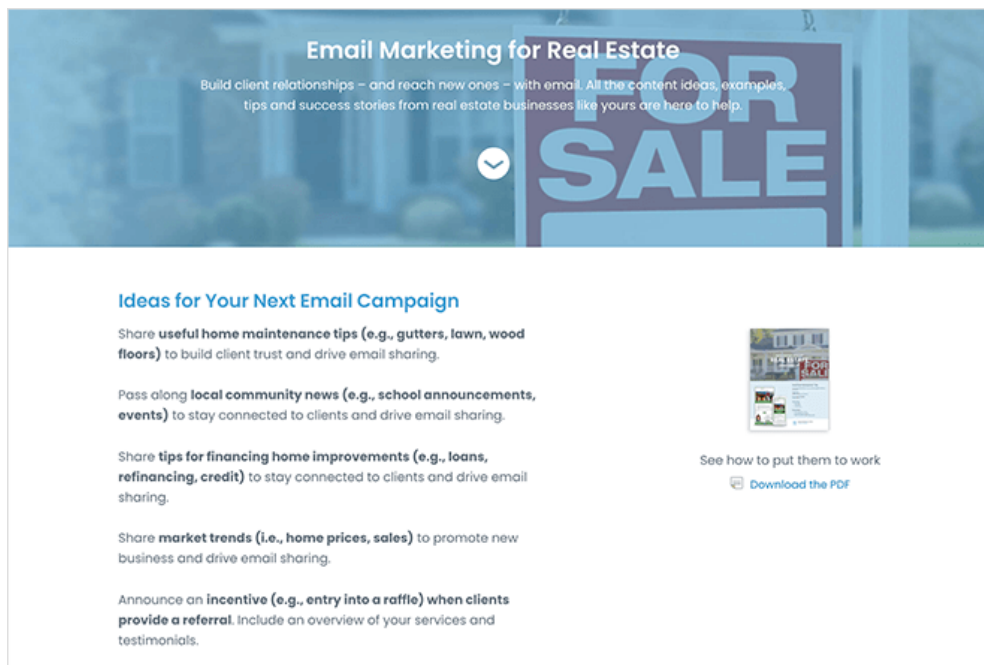 Email Marketing for Real Estate
Build client relationships – and reach new ones – with email. All the content ideas, examples,
tips and success stories from real estate businesses like yours are here to help.
FOR
SALE
Ideas for Your Next Email Campaign
Share useful home maintenance tips (e.g., gutters, lawn, wood
floors) to build client trust and drive email sharing.
Pass along local community news (e.g., school announcements,
events) to stay connected to clients and drive email sharing.
Share tips for financing home improvements (e.g., loans,
refinancing, credit) to stay connected to clients and drive email
sharing.
Share market trends (i.e., home prices, sales) to promote new
business and drive email sharing.
Announce an incentive (e.g., entry into a raffle) when clients
provide a referral. Include an overview of your services and
testimonials.
REAL ESTATE
FOR
SALE
See how to put them to work
Download the PDF